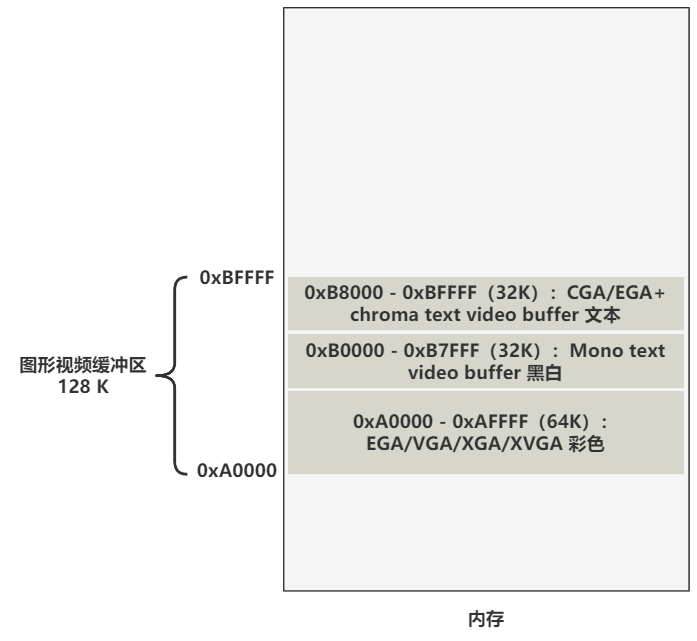 0xBFFFF
0xB8000 - 0xBFFFF（32K）：CGA/EGA+
chroma text video buffer 文本
0xB0000 - 0xB7FFF（32K）：Mono text
video buffer 黑白
图形视频缓冲区
128 K
0xA0000 - 0xAFFFF（64K）：
EGA/VGA/XGA/XVGA 彩色
0xA0000
内存